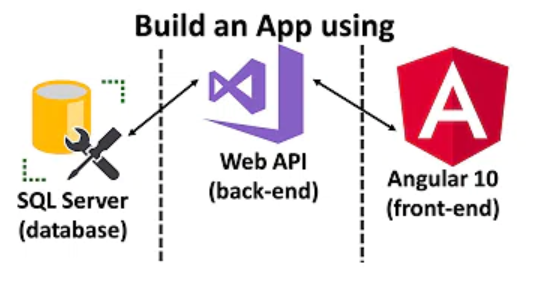 Build an App using
SQL Server
(database)
Web API
(back-end)
Angular 10
(front-end)
A